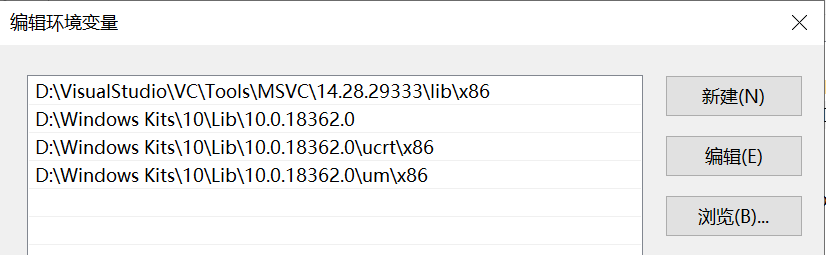 编辑环境变量
D:\VisualStudio\VC\Tools\MSVC\14.28.29333\lib\x86
D:\Windows Kits\10\Lib\10.0.18362.0
D:\Windows Kits\10\Lib\10.0.18362.0\ucrt\x86
D:\Windows Kits\10\Lib\10.0.18362.0\um\x86
新建(N)
编辑(E)
浏览(B)...